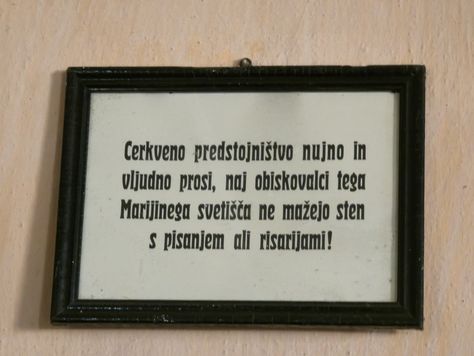 Cerkveno predstojništvo nujno in
vljudno prosi, naj obiskovalci tega
Marijinega svetišča ne mažejo sten
s pisanjem ali risarijami!